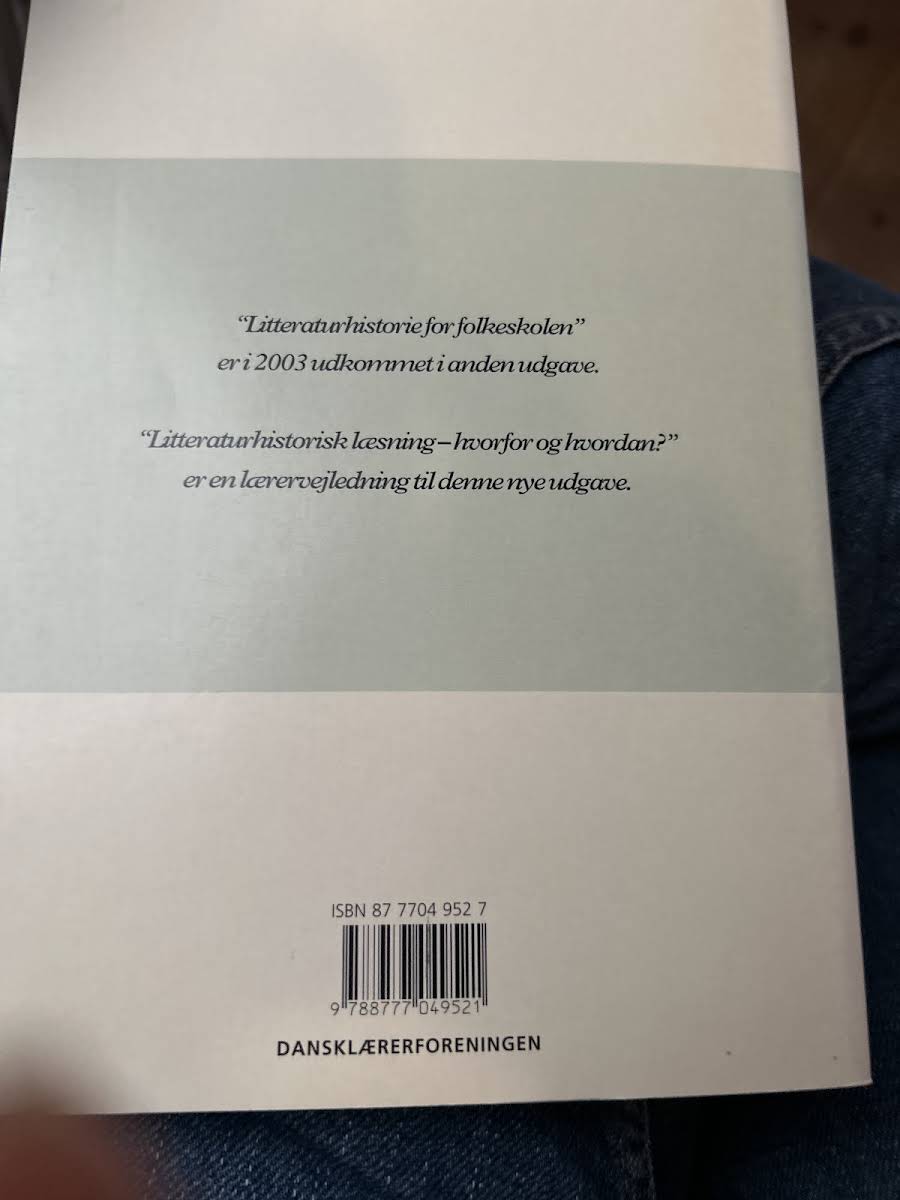 “Litteraturhistorie for folkeskolen”
er i 2003 udkommet i anden udgave.
“Litteraturhistorisk læsning – hvorfor og hvordan?”
er en lærervejledning til denne nye udgave.
ISBN 87 7704 952 7
9 788777 049521
DANSKLÆRERFORENINGEN